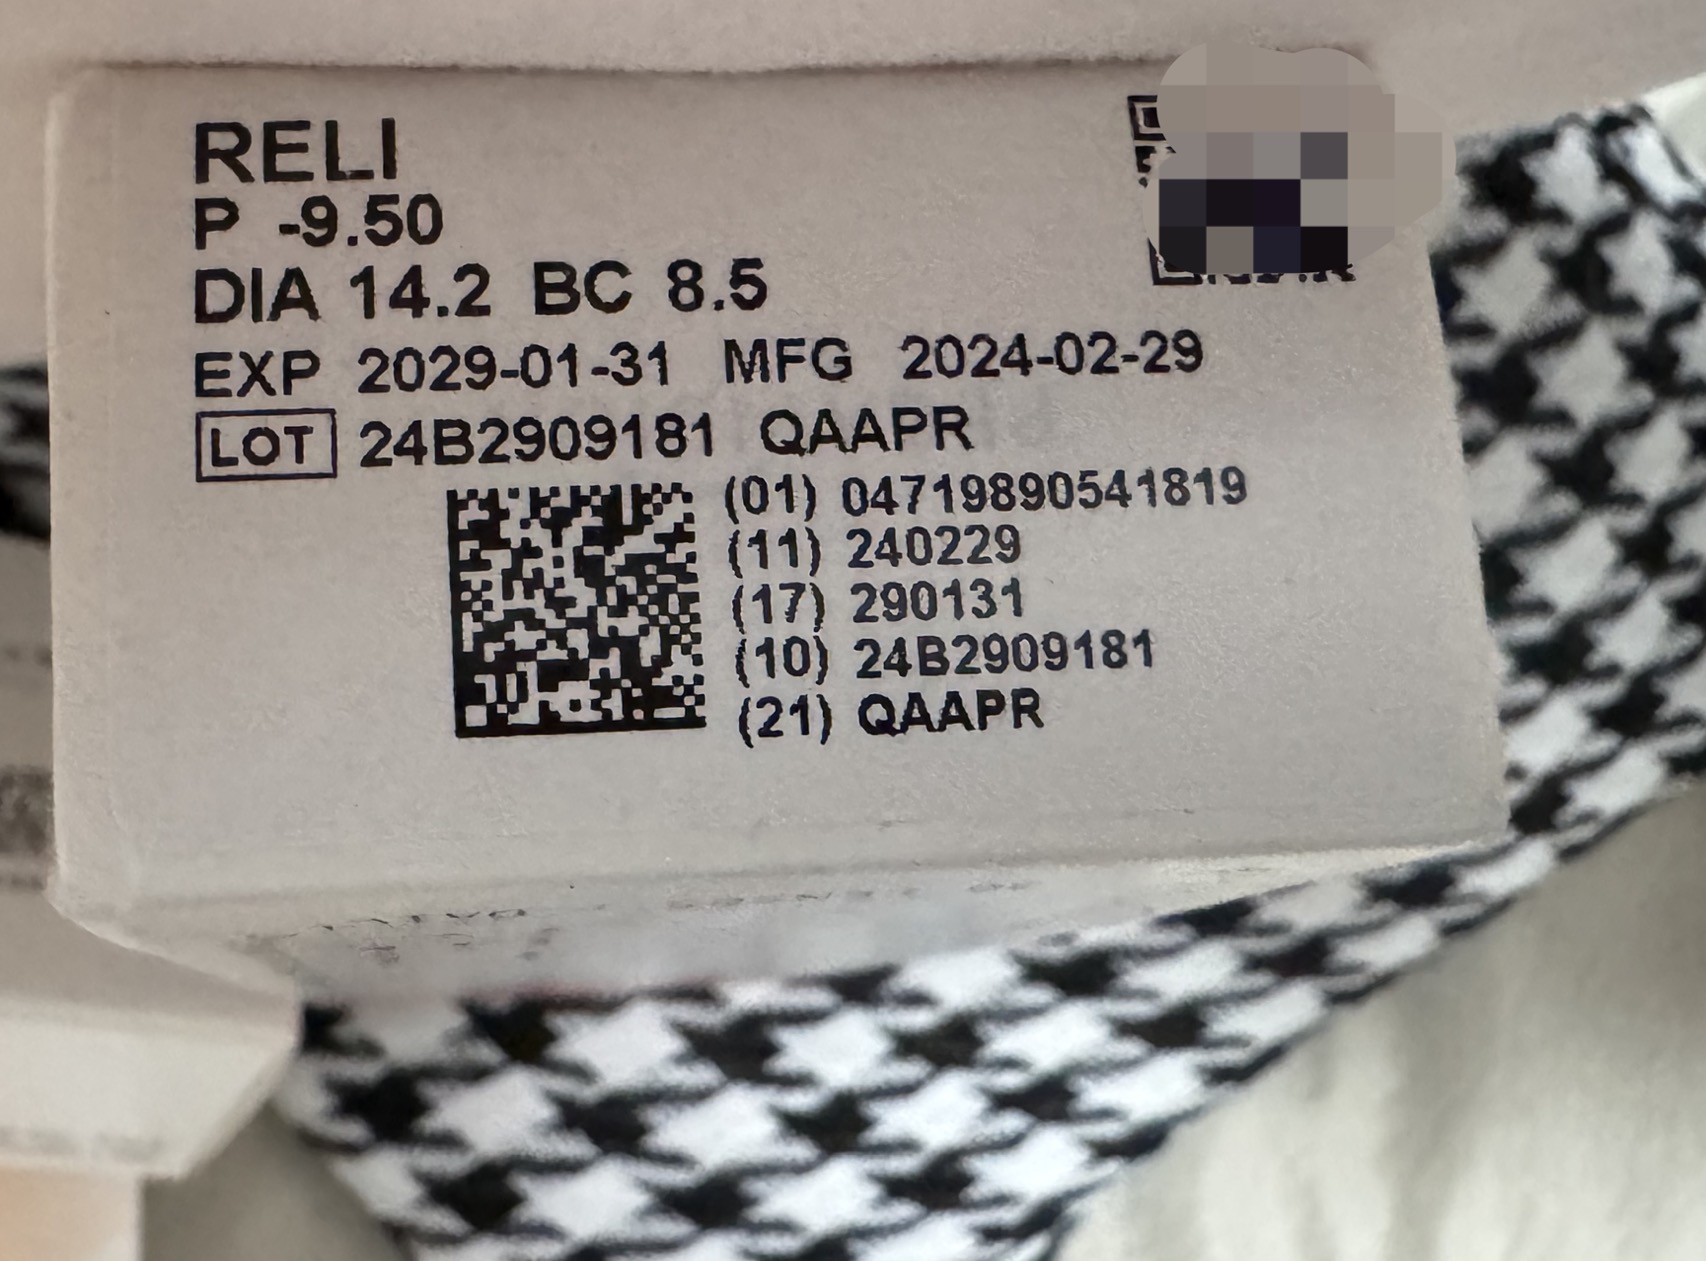 RELI
P -9.50
DIA 14.2 BC 8.5
EXP 2029-01-31 MFG 2024-02-29
LOT 24B2909181 QAAPR
(01) 04719890541819
(11) 240229
(17) 290131
(10) 24B2909181
(21) QAAPR